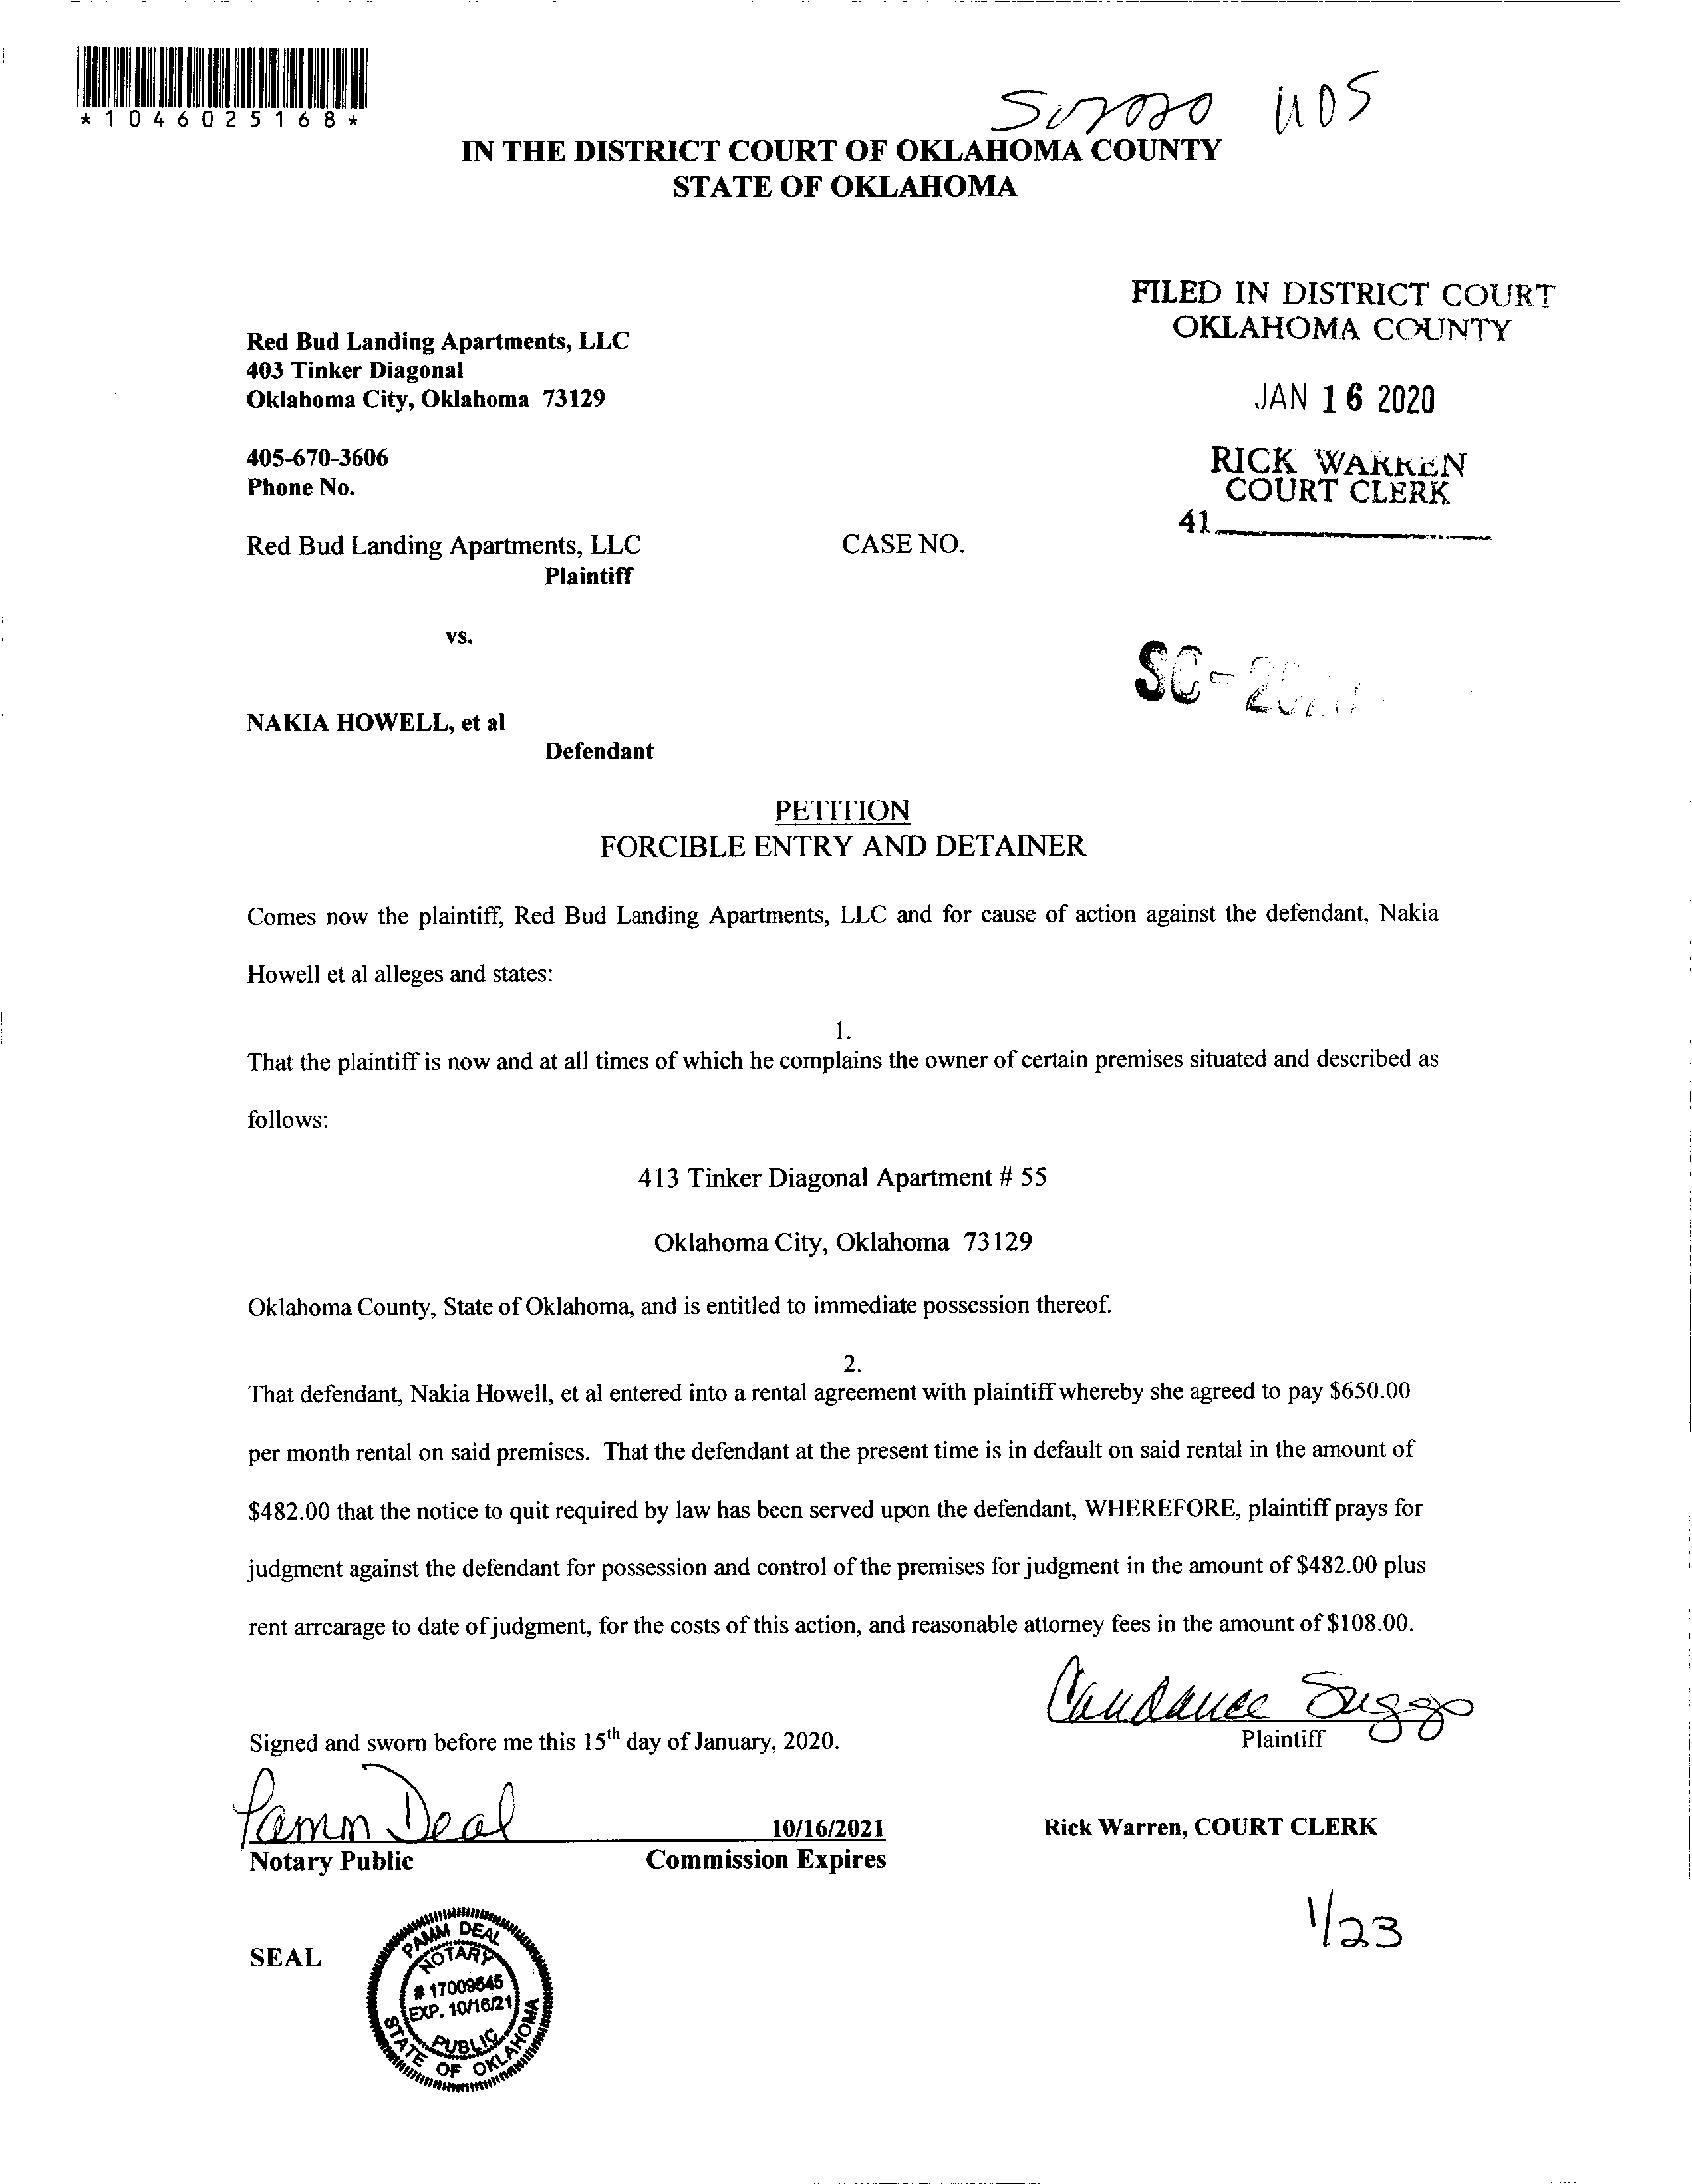 *1046025168*
IN THE DISTRICT COURT OF OKLAHOMA COUNTY
STATE OF OKLAHOMA
FILED IN DISTRICT COURT
OKLAHOMA COUNTY
JAN 16 2020
RICK WARREN
COURT CLERK
41
Red Bud Landing Apartments, LLC
403 Tinker Diagonal
Oklahoma City, Oklahoma 73129
405-670-3606
Phone No.
Red Bud Landing Apartments, LLC CASE NO.
Plaintiff
vs.
SC-
NAKIA HOWELL, et al
Defendant
PETITION
FORCIBLE ENTRY AND DETAINER
Comes now the plaintiff, Red Bud Landing Apartments, LLC and for cause of action against the defendant, Nakia
Howell et al alleges and states:
1.
That the plaintiff is now and at all times of which he complains the owner of certain premises situated and described as
follows:
413 Tinker Diagonal Apartment # 55
Oklahoma City, Oklahoma 73129
Oklahoma County, State of Oklahoma, and is entitled to immediate possession thereof.
2.
That defendant, Nakia Howell, et al entered into a rental agreement with plaintiff whereby she agreed to pay $650.00
per month rental on said premises. That the defendant at the present time is in default on said rental in the amount of
$482.00 that the notice to quit required by law has been served upon the defendant, WHEREFORE, plaintiff prays for
judgment against the defendant for possession and control of the premises for judgment in the amount of $482.00 plus
rent arrearage to date of judgment, for the costs of this action, and reasonable attorney fees in the amount of $108.00.
Candance Suggs
Signed and sworn before me this 15th day of January, 2020. Plaintiff
Pamm Deal
10/16/2021 Rick Warren, COURT CLERK
Notary Public Commission Expires
1/23
SEAL
PAMM DEAL
NOTARY
# 17009645
EXP. 10/16/21
PUBLIC
STATE OF OKLAHOMA